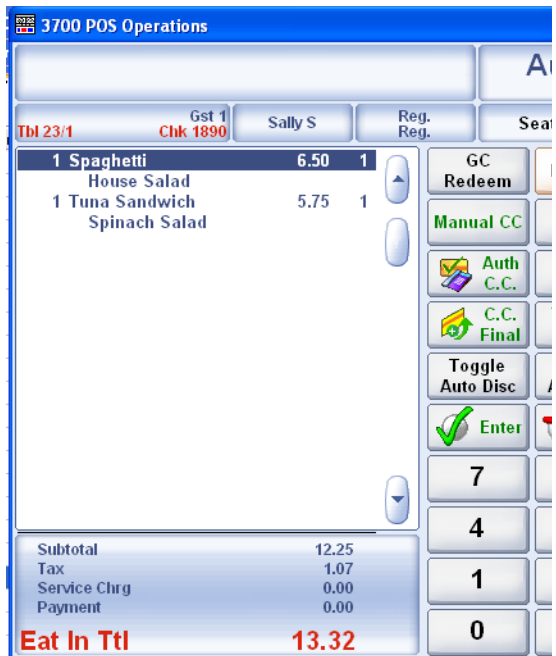 3700 POS Operations
Au
Tbl 23/1
Gst 1
Chk 1890
Sally S
Reg.
Reg.
Seat
1 Spaghetti 6.50 1
House Salad
1 Tuna Sandwich 5.75 1
Spinach Salad
Subtotal 12.25
Tax 1.07
Service Chrg 0.00
Payment 0.00
Eat In Ttl 13.32
GC
Redeem
Manual CC
Auth
C.C.
C.C.
Final
Toggle
Auto Disc
Enter
7
4
1
0